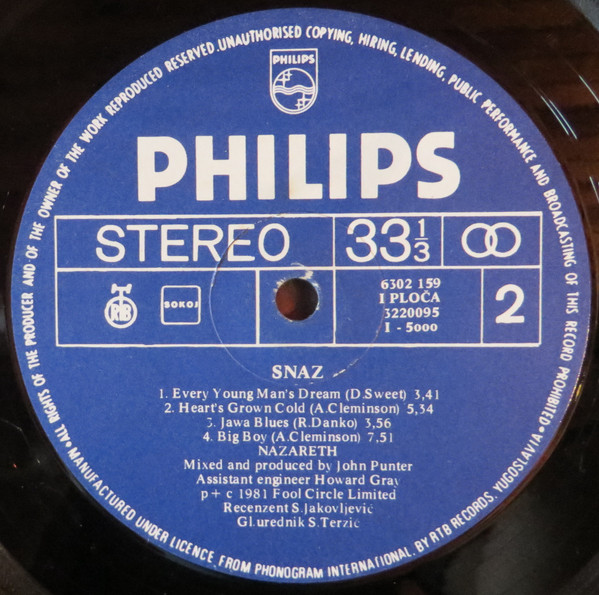 ALL RIGHTS OF THE PRODUCER AND OF THE OWNER OF THE WORK REPRODUCED RESERVED. UNAUTHORISED COPYING, HIRING, LENDING, PUBLIC PERFORMANCE AND BROADCASTING OF THIS RECORD PROHIBITED •
PHILIPS
PHILIPS
STEREO 33 1/3
RTB SOKOJ
6302 159
I PLOČA
3220095
I - 5000
2
SNAZ
1. Every Young Man's Dream (D.Sweet) 3,41
2. Heart's Grown Cold (A.Cleminson) 5,34
3. Jawa Blues (R.Danko) 3,56
4. Big Boy (A.Cleminson) 7,51
NAZARETH
Mixed and produced by John Punter
Assistant engineer Howard Gray
p + c 1981 Fool Circle Limited
Recenzent S.Jakovljević
Gl.urednik S.Terzić
• MANUFACTURED UNDER LICENCE, FROM PHONOGRAM INTERNATIONAL, BY RTB RECORDS, YUGOSLAVIA •